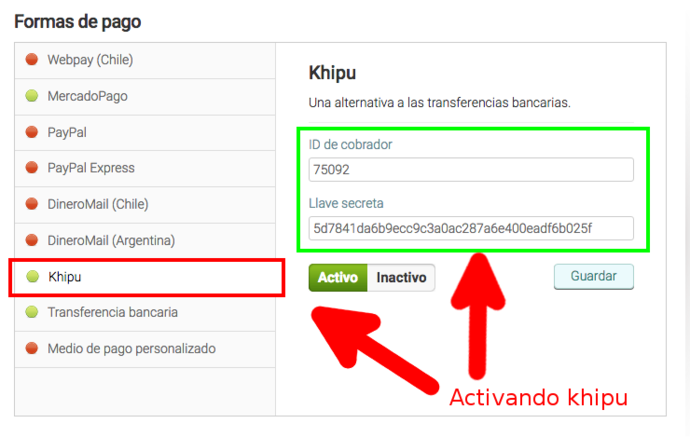 Formas de pago
Webpay (Chile)
MercadoPago
PayPal
PayPal Express
DineroMail (Chile)
DineroMail (Argentina)
Khipu
Transferencia bancaria
Medio de pago personalizado
Khipu
Una alternativa a las transferencias bancarias.
ID de cobrador
75092
Llave secreta
5d7841da6b9ecc9c3a0ac287a6e400eadf6b025f
Activo Inactivo Guardar
Activando khipu